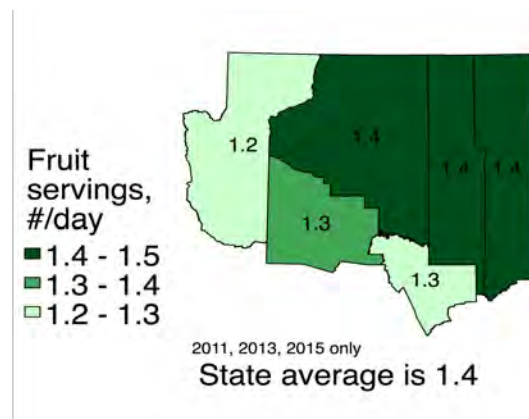 1.2
1.4
1.4
1.4
1.3
1.3
Fruit
servings,
#/day
1.4 - 1.5
1.3 - 1.4
1.2 - 1.3
2011, 2013, 2015 only
State average is 1.4